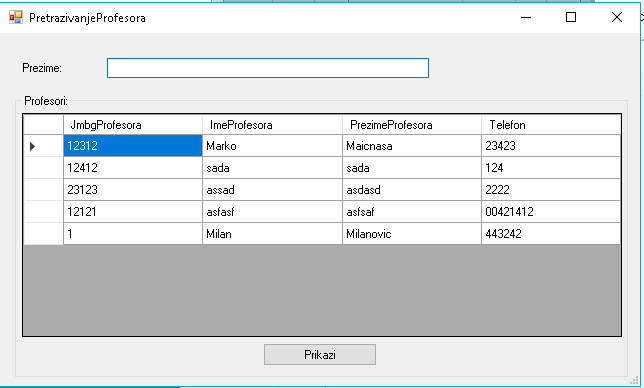 PretrazivanjeProfesora
Prezime:
Profesori:
JmbgProfesora ImeProfesora PrezimeProfesora Telefon
12312 Marko Maicnasa 23423
12412 sada sada 124
23123 assad asdasd 2222
12121 asfasf asfsaf 00421412
1 Milan Milanovic 443242
Prikazi